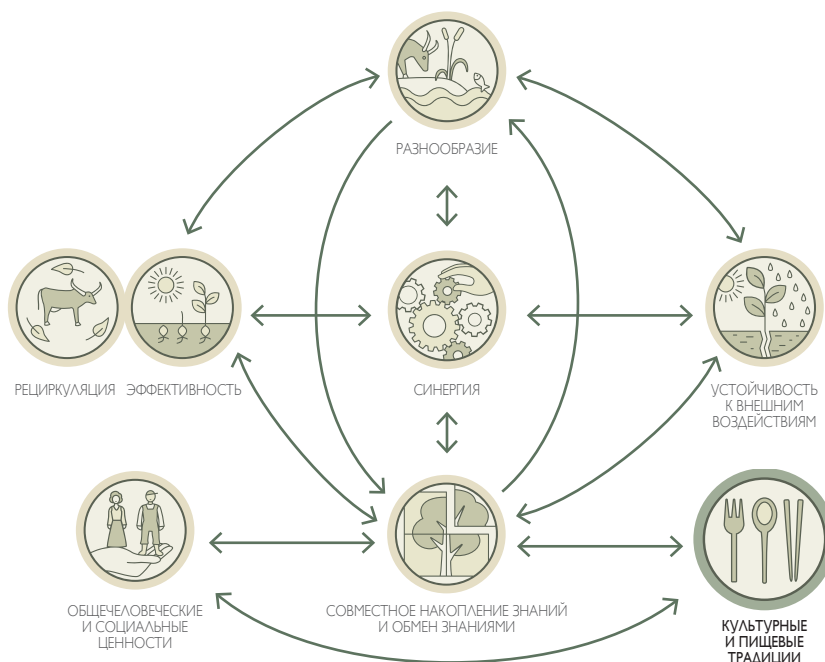 РАЗНООБРАЗИЕ
РЕЦИРКУЛЯЦИЯ
ЭФФЕКТИВНОСТЬ
СИНЕРГИЯ
УСТОЙЧИВОСТЬ
К ВНЕШНИМ
ВОЗДЕЙСТВИЯМ
ОБЩЕЧЕЛОВЕЧЕСКИЕ
И СОЦИАЛЬНЫЕ
ЦЕННОСТИ
СОВМЕСТНОЕ НАКОПЛЕНИЕ ЗНАНИЙ
И ОБМЕН ЗНАНИЯМИ
КУЛЬТУРНЫЕ
И ПИЩЕВЫЕ
ТРАДИЦИИ